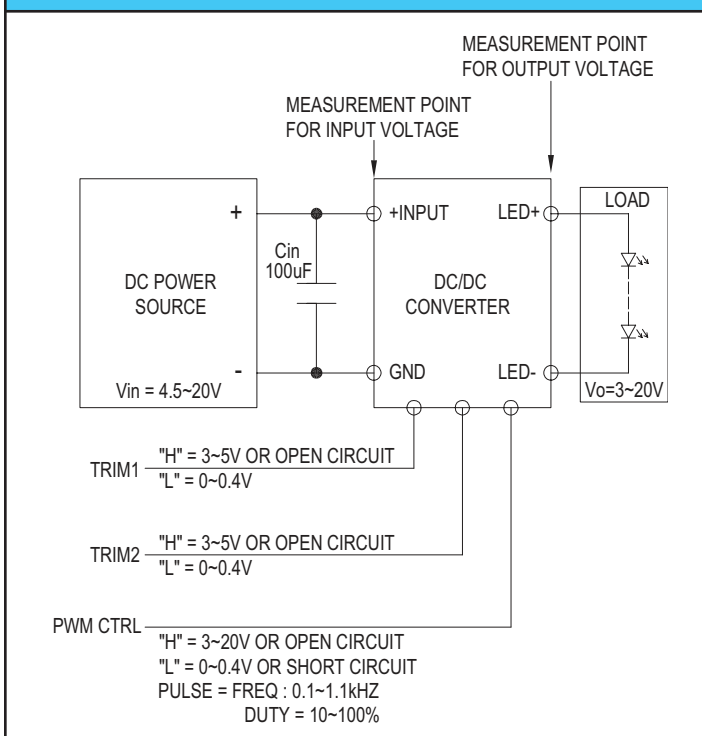 MEASUREMENT POINT
FOR OUTPUT VOLTAGE
MEASUREMENT POINT
FOR INPUT VOLTAGE
+
+INPUT
LED+
LOAD
Cin
100uF
DC POWER
SOURCE
DC/DC
CONVERTER
-
GND
LED-
Vin = 4.5~20V
Vo=3~20V
TRIM1
"H" = 3~5V OR OPEN CIRCUIT
"L" = 0~0.4V
TRIM2
"H" = 3~5V OR OPEN CIRCUIT
"L" = 0~0.4V
PWM CTRL
"H" = 3~20V OR OPEN CIRCUIT
"L" = 0~0.4V OR SHORT CIRCUIT
PULSE = FREQ : 0.1~1.1kHZ
DUTY = 10~100%